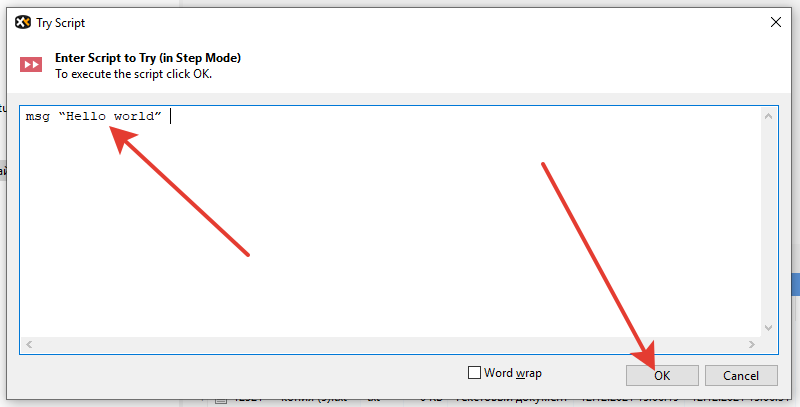 Try Script
Enter Script to Try (in Step Mode)
To execute the script click OK.
msg “Hello world”
Word wrap
OK
Cancel